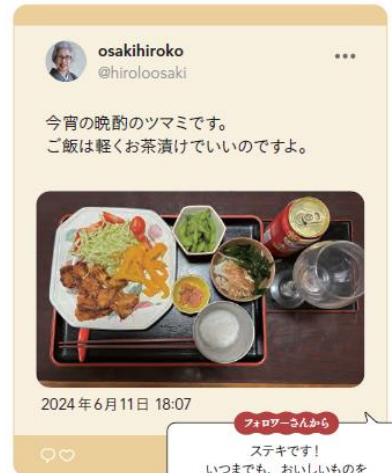 osakihiroko
@hiroloosaki
今宵の晩酌のツマミです。
ご飯は軽くお茶漬けでいいのですよ。
2024年6月11日 18:07
フォロワーさんから
ステキです！
いつまでも、おいしいものを